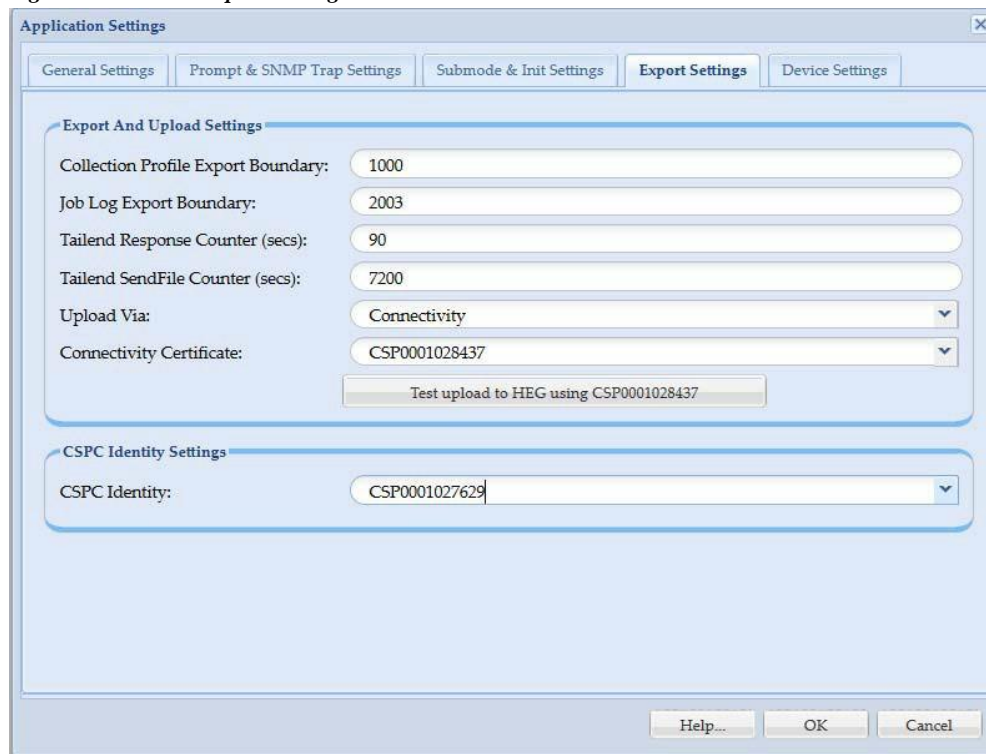 Application Settings
General Settings
Prompt & SNMP Trap Settings
Submode & Init Settings
Export Settings
Device Settings
Export And Upload Settings
Collection Profile Export Boundary: 1000
Job Log Export Boundary: 2003
Tailend Response Counter (secs): 90
Tailend SendFile Counter (secs): 7200
Upload Via: Connectivity
Connectivity Certificate: CSP0001028437
Test upload to HEG using CSP0001028437
CSPC Identity Settings
CSPC Identity: CSP0001027629
Help...
OK
Cancel